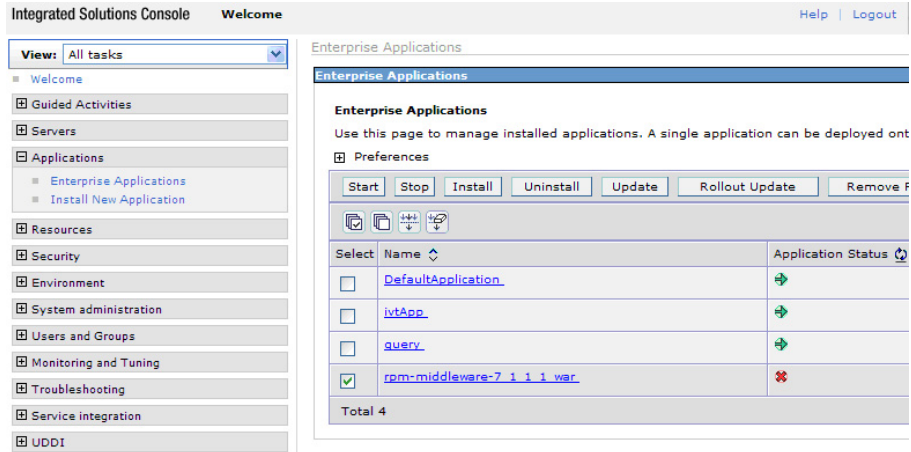 Integrated Solutions Console Welcome Help | Logout
View: All tasks
Welcome
Guided Activities
Servers
Applications
Enterprise Applications
Install New Application
Resources
Security
Environment
System administration
Users and Groups
Monitoring and Tuning
Troubleshooting
Service integration
UDDI
Enterprise Applications
Enterprise Applications
Enterprise Applications
Use this page to manage installed applications. A single application can be deployed ont
Preferences
Start Stop Install Uninstall Update Rollout Update Remove F
Select Name Application Status
DefaultApplication
ivtApp
query
rpm-middleware-7_1_1_1_war
Total 4